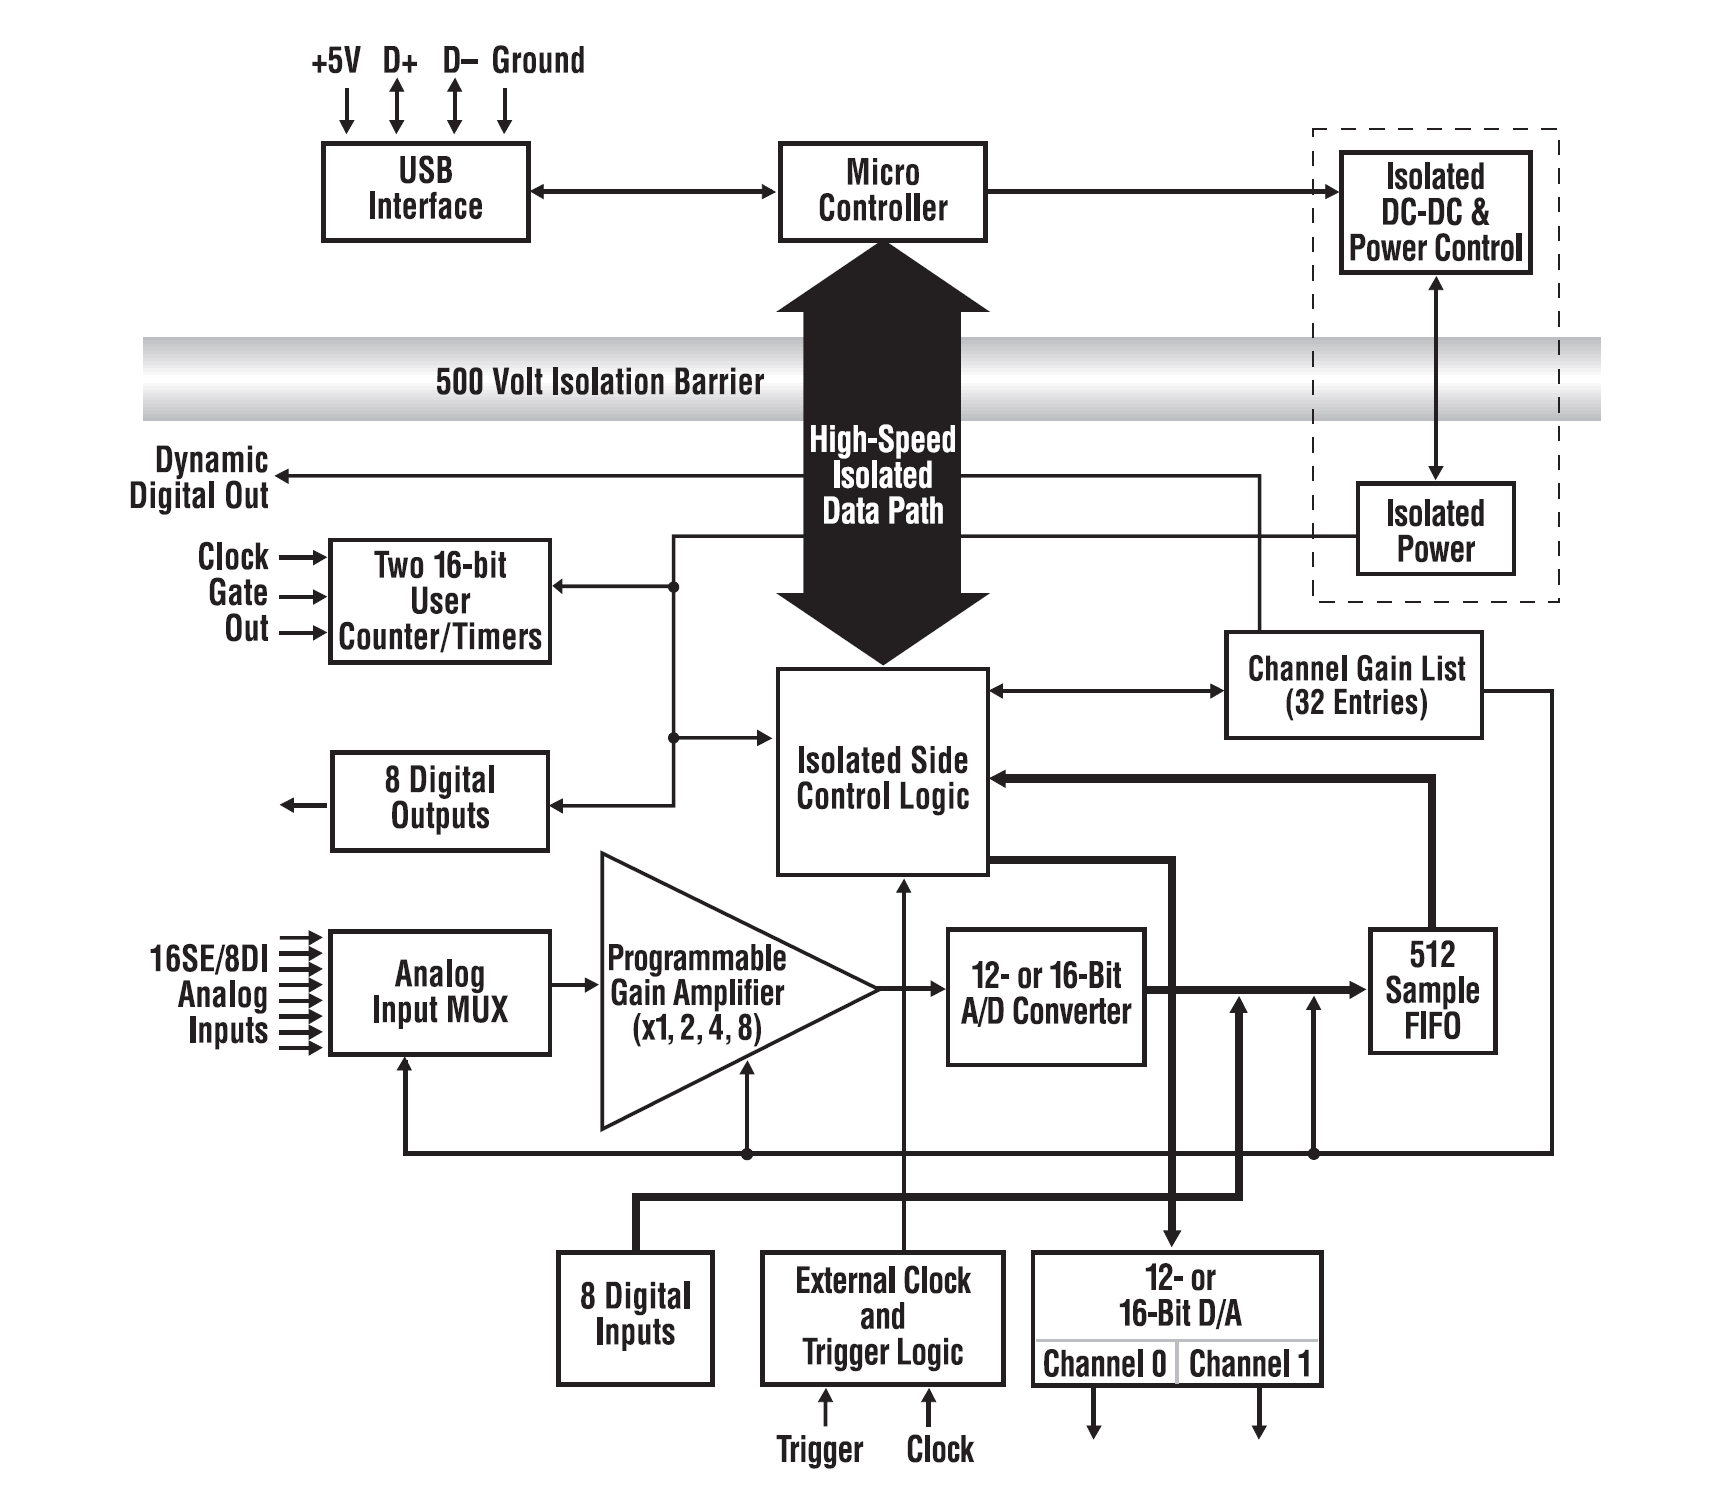 +5V D+ D– Ground
USB
Interface
Micro
Controller
Isolated
DC-DC &
Power Control
500 Volt Isolation Barrier
High-Speed
Isolated
Data Path
Dynamic
Digital Out
Isolated
Power
Clock
Gate
Out
Two 16-bit
User
Counter/Timers
Channel Gain List
(32 Entries)
Isolated Side
Control Logic
8 Digital
Outputs
16SE/8DI
Analog
Inputs
Analog
Input MUX
Programmable
Gain Amplifier
(x1, 2, 4, 8)
12- or 16-Bit
A/D Converter
512
Sample
FIFO
8 Digital
Inputs
External Clock
and
Trigger Logic
12- or
16-Bit D/A
Channel 0 Channel 1
Trigger Clock